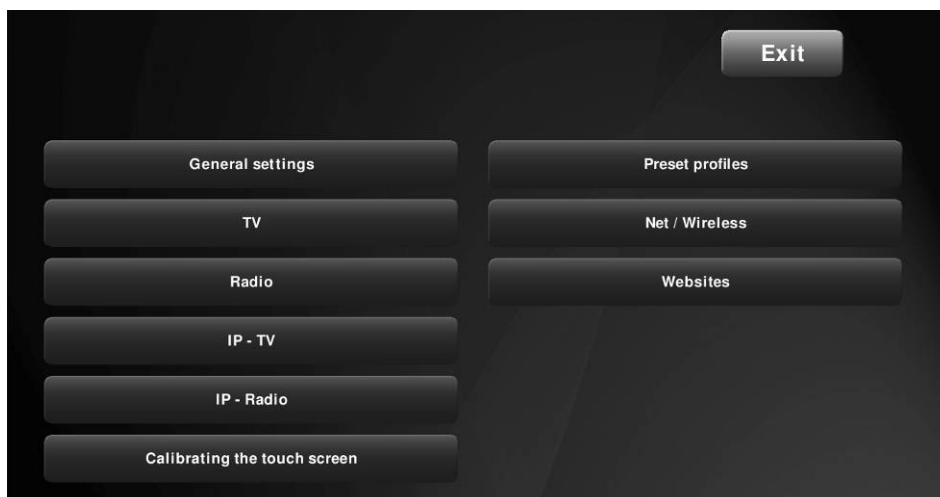 Exit
General settings
TV
Radio
IP - TV
IP - Radio
Calibrating the touch screen
Preset profiles
Net / Wireless
Websites